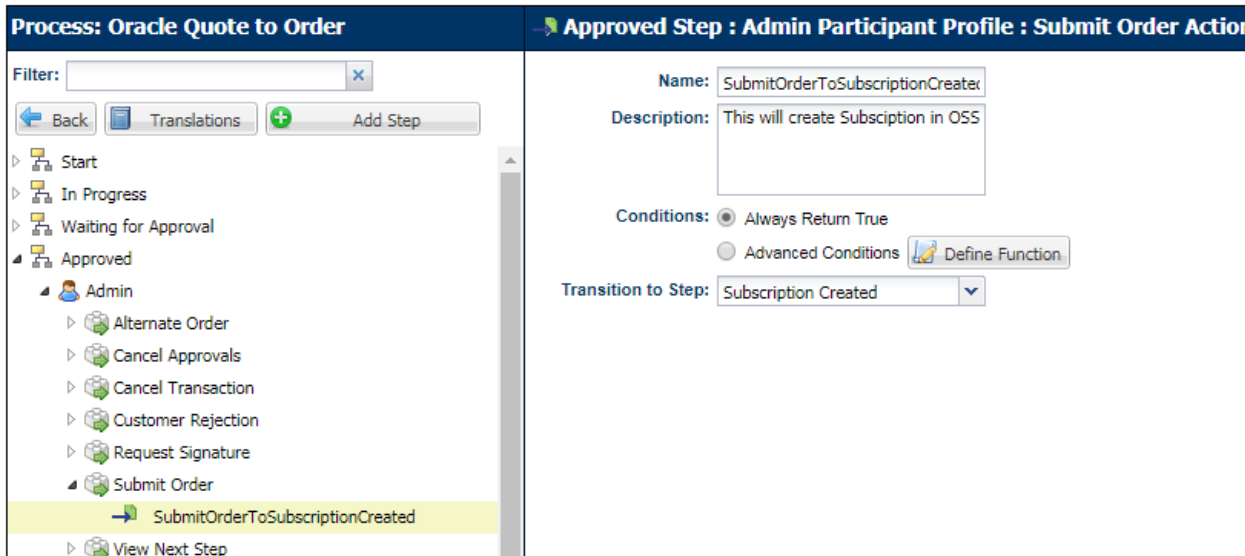 Process: Oracle Quote to Order
Filter:
Back
Translations
Add Step
Start
In Progress
Waiting for Approval
Approved
Admin
Alternate Order
Cancel Approvals
Cancel Transaction
Customer Rejection
Request Signature
Submit Order
SubmitOrderToSubscriptionCreated
View Next Step
Approved Step : Admin Participant Profile : Submit Order Action
Name: SubmitOrderToSubscriptionCreated
Description: This will create Subsciption in OSS
Conditions: Always Return True
Advanced Conditions Define Function
Transition to Step: Subscription Created